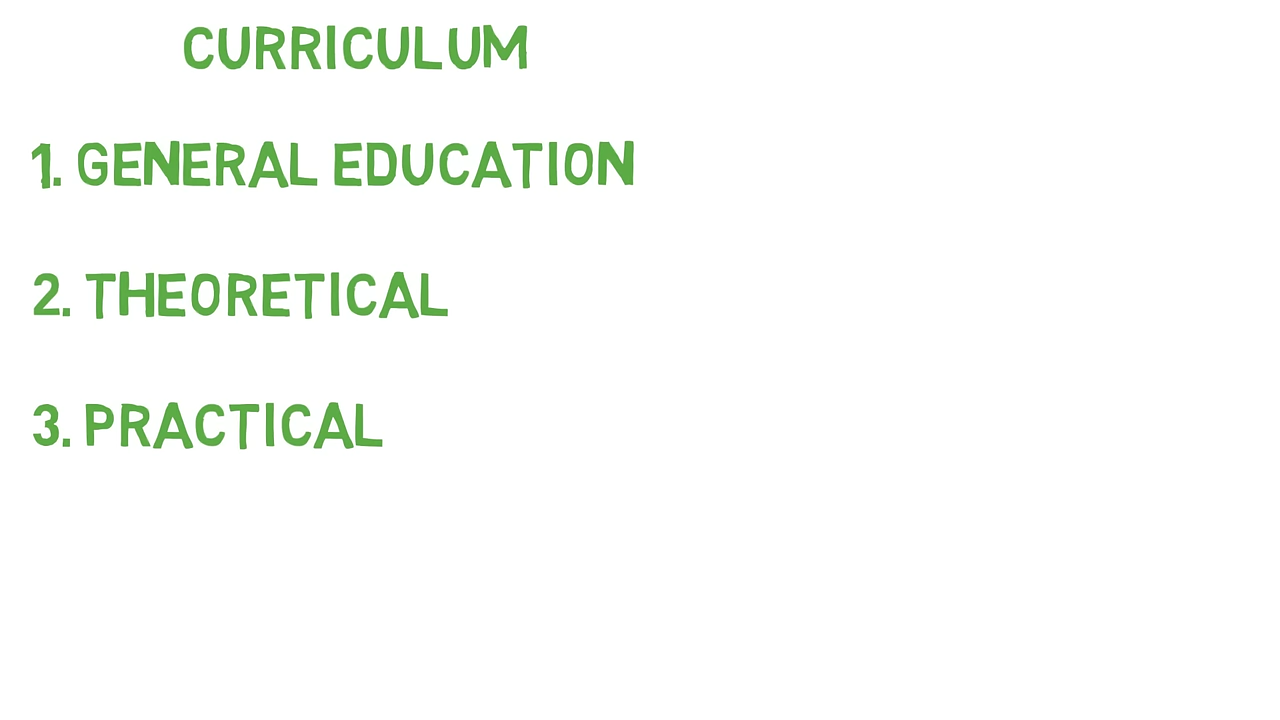 CURRICULUM
1. GENERAL EDUCATION
2. THEORETICAL
3. PRACTICAL